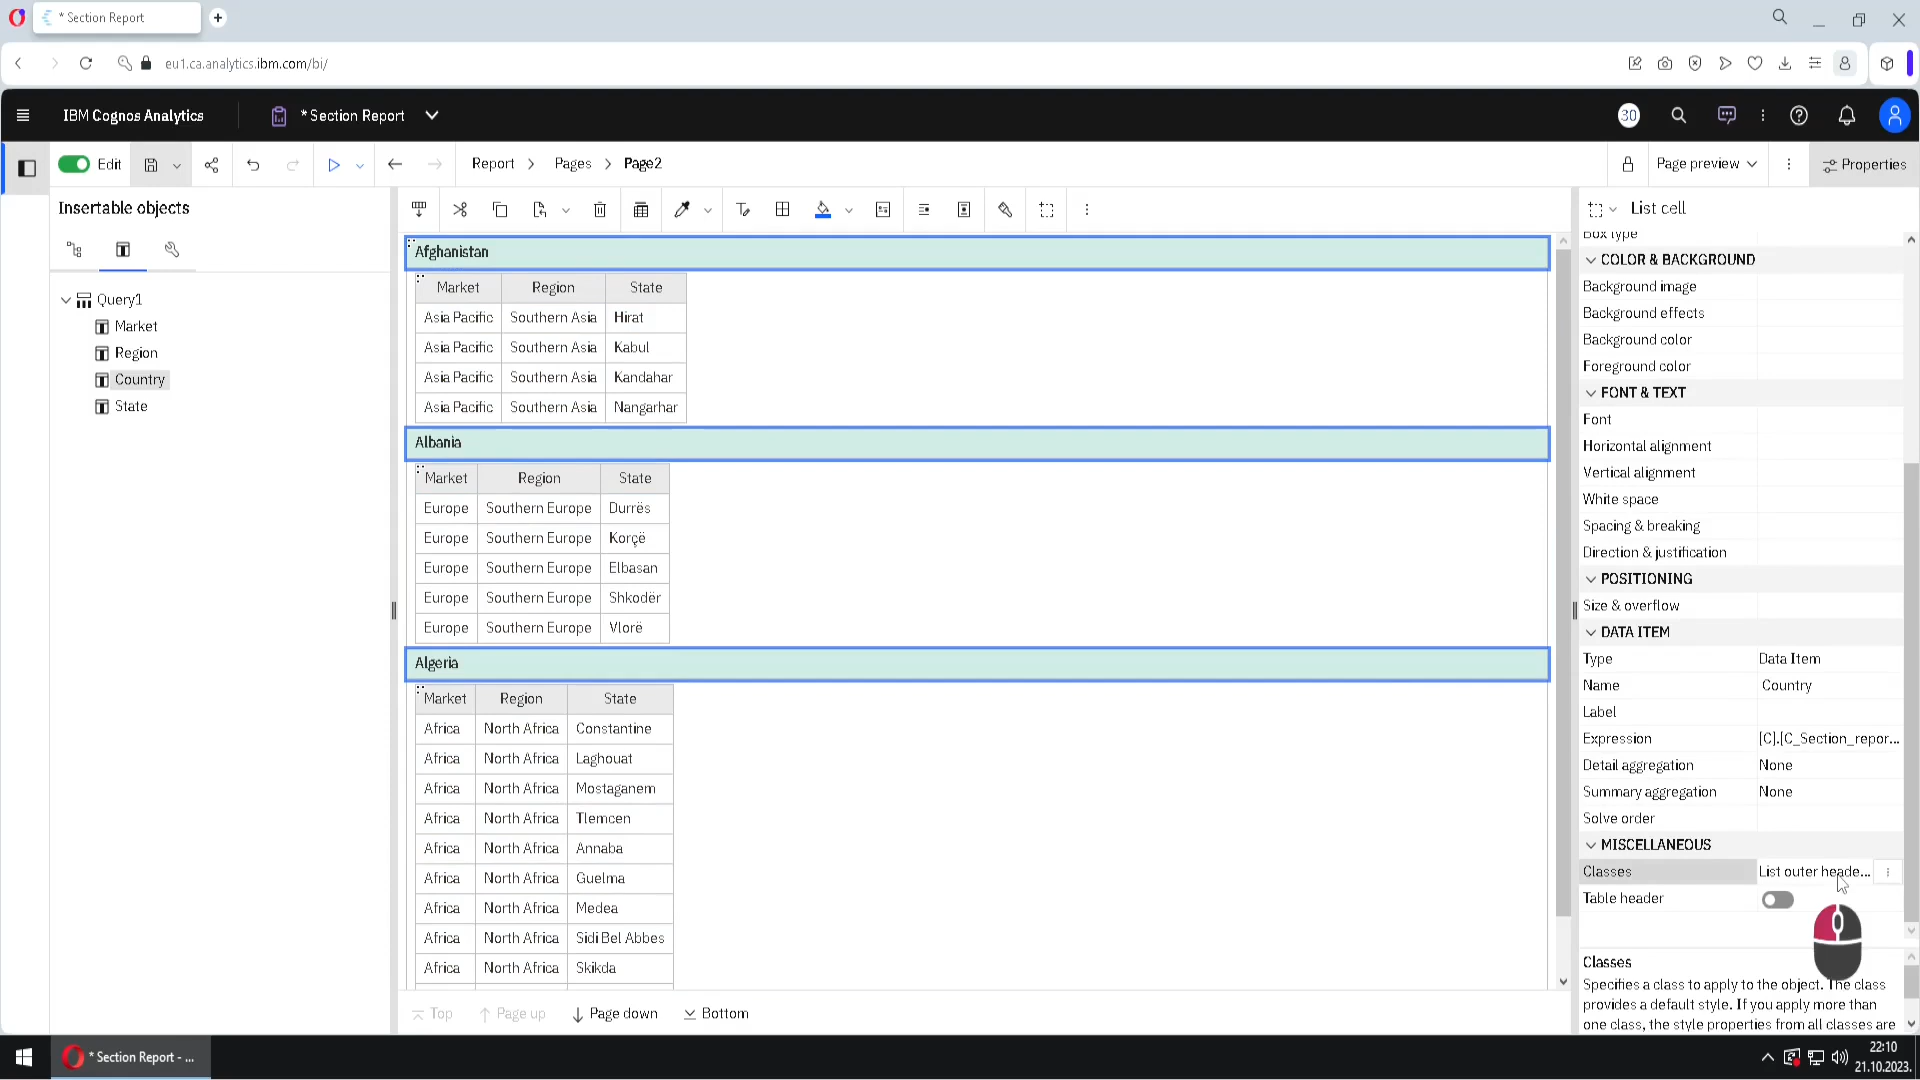 * Section Report
eu1.ca.analytics.ibm.com/bi/
IBM Cognos Analytics
* Section Report
30
Edit
Report > Pages > Page2
Page preview
Properties
Insertable objects
Query1
Market
Region
Country
State
Afghanistan
Market Region State
Asia Pacific Southern Asia Hirat
Asia Pacific Southern Asia Kabul
Asia Pacific Southern Asia Kandahar
Asia Pacific Southern Asia Nangarhar
Albania
Market Region State
Europe Southern Europe Durrës
Europe Southern Europe Korçë
Europe Southern Europe Elbasan
Europe Southern Europe Shkodër
Europe Southern Europe Vlorë
Algeria
Market Region State
Africa North Africa Constantine
Africa North Africa Laghouat
Africa North Africa Mostaganem
Africa North Africa Tlemcen
Africa North Africa Annaba
Africa North Africa Guelma
Africa North Africa Medea
Africa North Africa Sidi Bel Abbes
Africa North Africa Skikda
Top Page up Page down Bottom
List cell
Box type
COLOR & BACKGROUND
Background image
Background effects
Background color
Foreground color
FONT & TEXT
Font
Horizontal alignment
Vertical alignment
White space
Spacing & breaking
Direction & justification
POSITIONING
Size & overflow
DATA ITEM
Type Data Item
Name Country
Label
Expression [C].[C_Section_repor...
Detail aggregation None
Summary aggregation None
Solve order
MISCELLANEOUS
Classes List outer heade...
Table header
Classes
Specifies a class to apply to the object. The class
provides a default style. If you apply more than
one class, the style properties from all classes are
* Section Report - ...
22:10
21.10.2023.